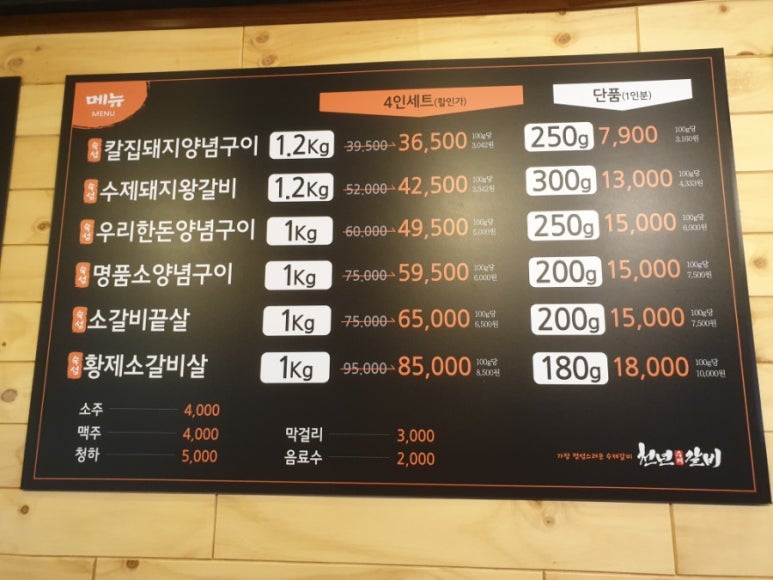 메뉴
MENU
4인세트(할인가) 단품(1인분)
숙성 칼집돼지양념구이 1.2Kg 39,500 36,500 100g당 3,042원 250g 7,900 100g당 3,160원
숙성 수제돼지왕갈비 1.2Kg 52,000 42,500 100g당 3,542원 300g 13,000 100g당 4,333원
숙성 우리한돈양념구이 1Kg 60,000 49,500 100g당 5,000원 250g 15,000 100g당 6,000원
숙성 명품소양념구이 1Kg 75,000 59,500 100g당 6,000원 200g 15,000 100g당 7,500원
숙성 소갈비끝살 1Kg 75,000 65,000 100g당 6,500원 200g 15,000 100g당 7,500원
숙성 황제소갈비살 1Kg 95,000 85,000 100g당 8,500원 180g 18,000 100g당 10,000원
소주 4,000
맥주 4,000 막걸리 3,000
청하 5,000 음료수 2,000
가장 정성스러운 수제갈비 천년수제갈비